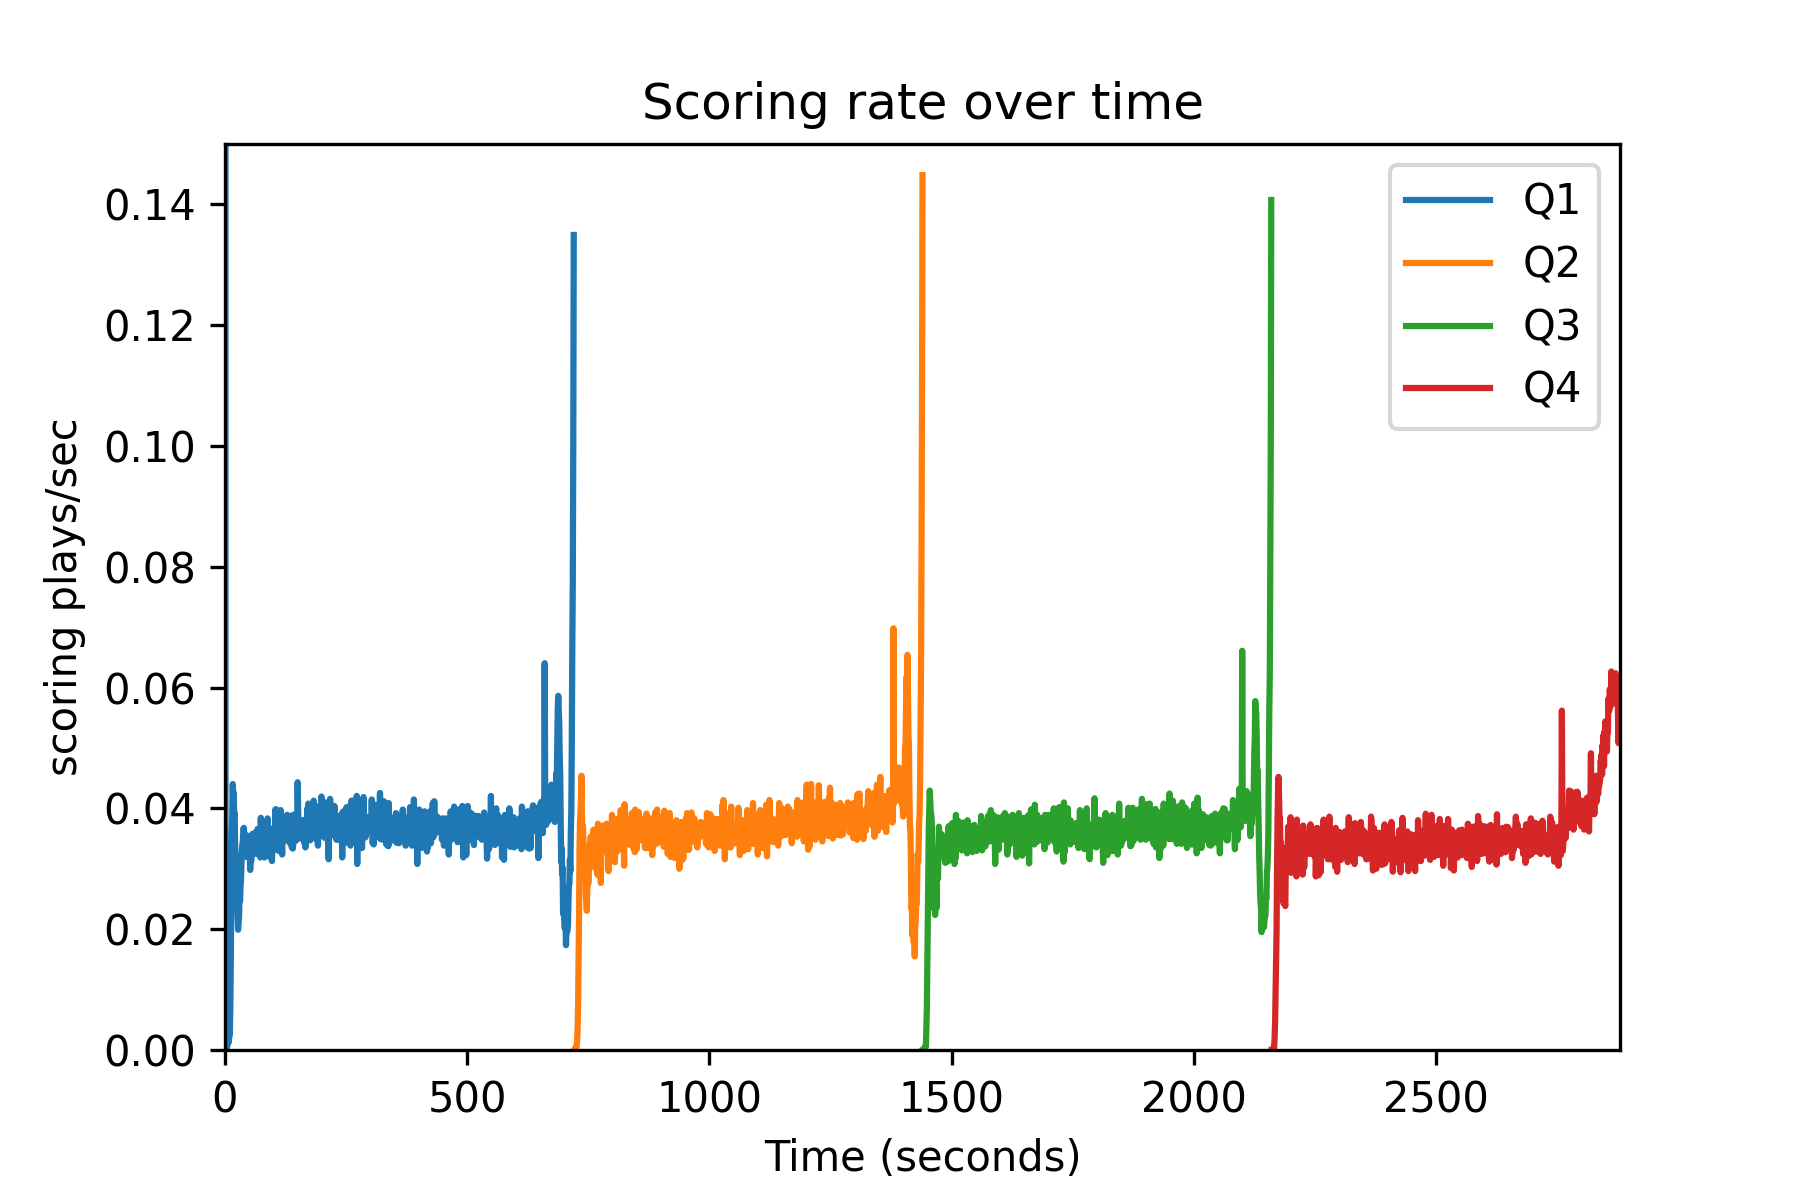 Scoring rate over time
scoring plays/sec
0.14
0.12
0.10
0.08
0.06
0.04
0.02
0.00
Q1
Q2
Q3
Q4
0 500 1000 1500 2000 2500
Time (seconds)